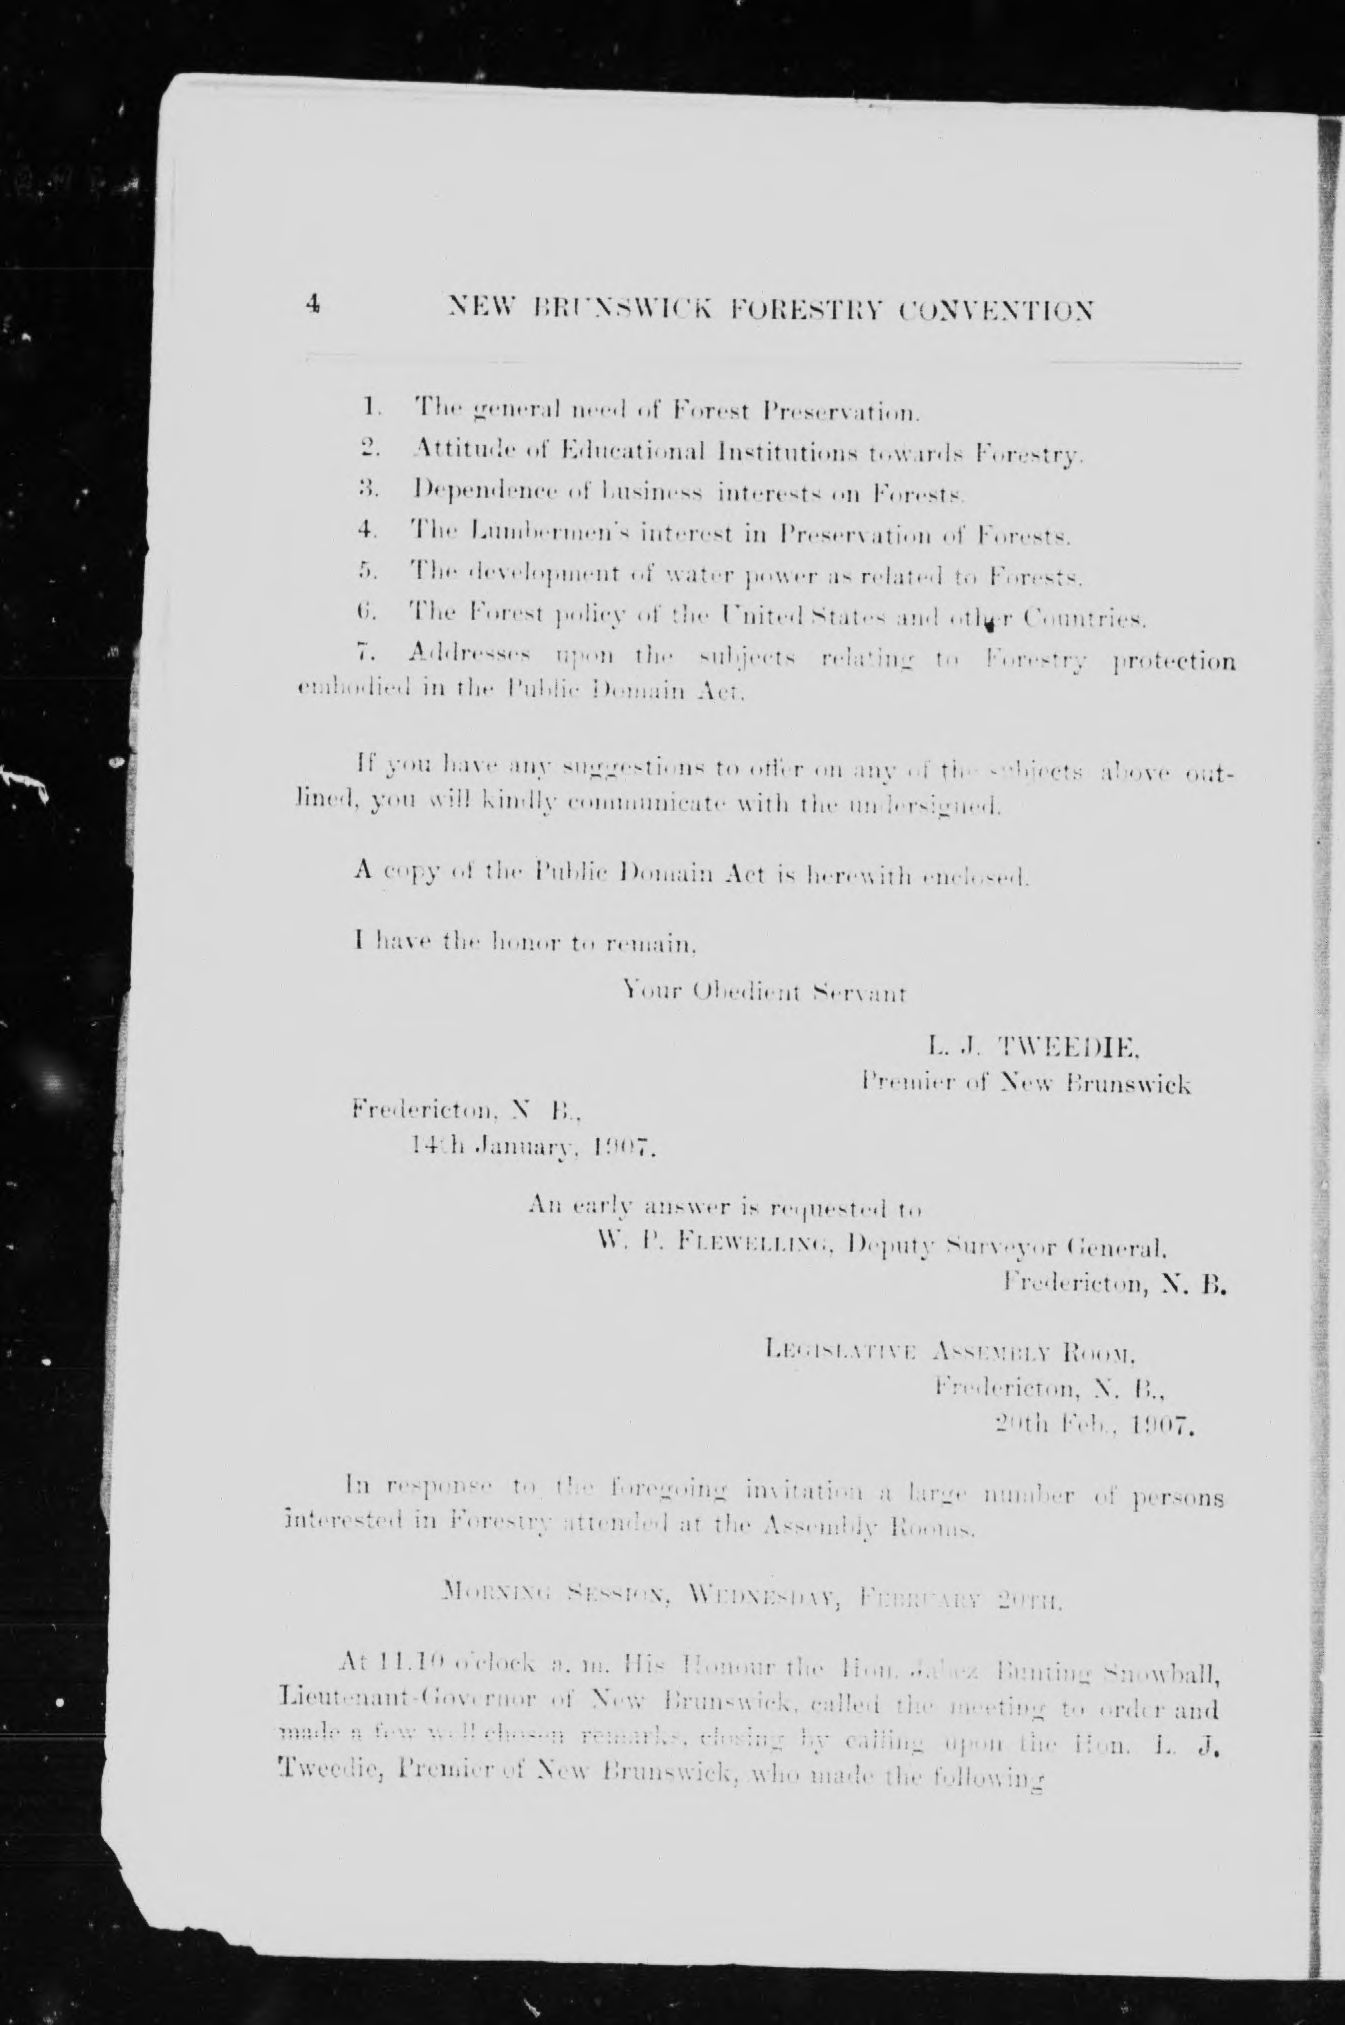 4 NEW BRUNSWICK FORESTRY CONVENTION
1. The general need of Forest Preservation.
2. Attitude of Educational Institutions towards Forestry.
3. Dependence of business interests on Forests.
4. The Lumbermen's interest in Preservation of Forests.
5. The development of water power as related to Forests.
6. The Forest policy of the United States and other Countries.
7. Addresses upon the subjects relating to Forestry protection
embodied in the Public Domain Act.
If you have any suggestions to offer on any of the subjects above out-
lined, you will kindly communicate with the undersigned.
A copy of the Public Domain Act is herewith enclosed.
I have the honor to remain,
Your Obedient Servant
L. J. TWEEDIE,
Premier of New Brunswick
Fredericton, N B.,
14th January, 1907.
An early answer is requested to
W. P. FLEWELLING, Deputy Surveyor General,
Fredericton, N. B.
LEGISLATIVE ASSEMBLY ROOM,
Fredericton, N. B.,
20th Feb., 1907.
In response to the foregoing invitation a large number of persons
interested in Forestry attended at the Assembly Rooms.
MORNING SESSION, WEDNESDAY, FEBRUARY 20TH.
At 11.10 o'clock a. m. His Honour the Hon. Jabez Bunting Snowball,
Lieutenant-Governor of New Brunswick, called the meeting to order and
made a few well chosen remarks, closing by calling upon the Hon. L. J.
Tweedie, Premier of New Brunswick, who made the following